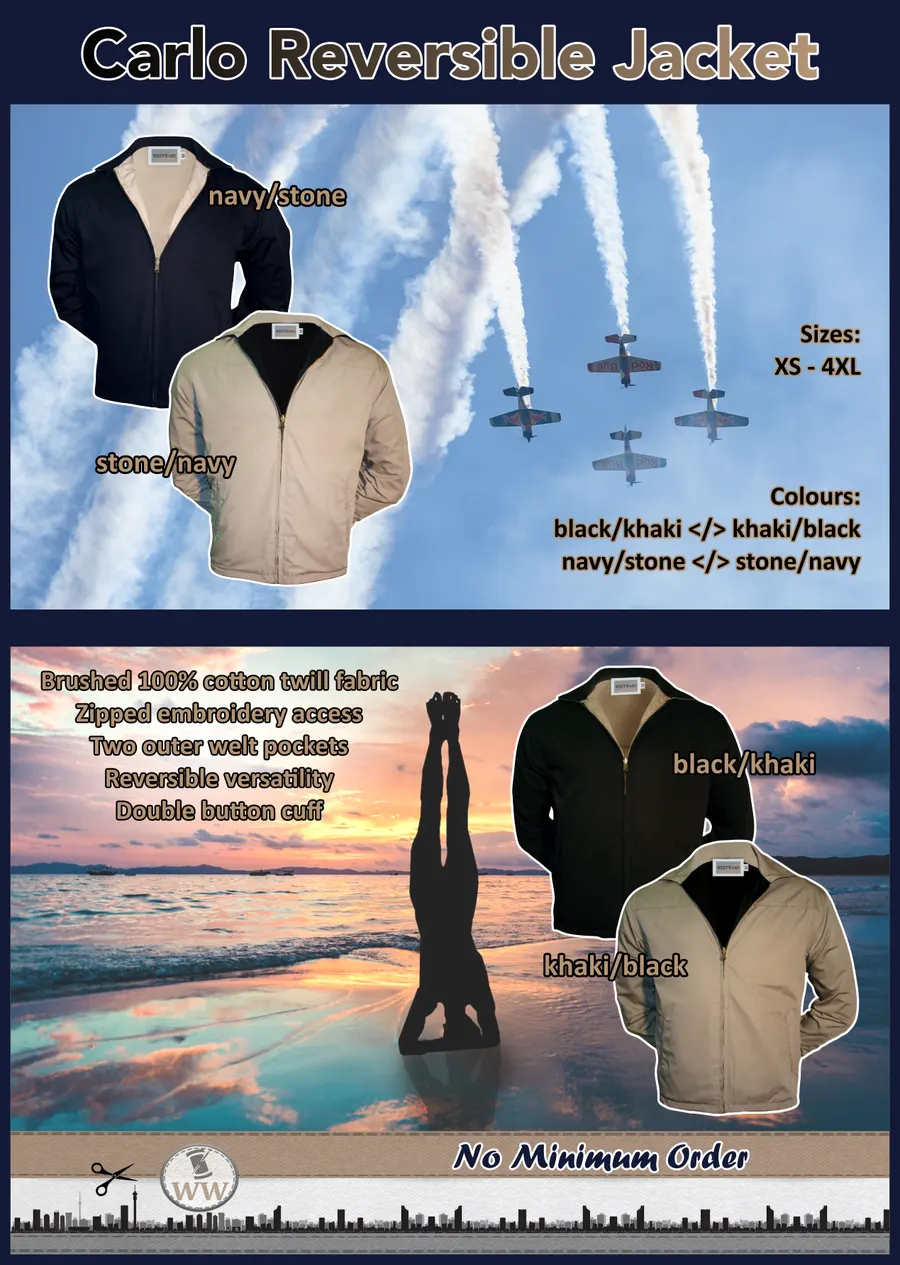 Carlo Reversible Jacket
navy/stone
stone/navy
Sizes:
XS - 4XL
Colours:
black/khaki </> khaki/black
navy/stone </> stone/navy
Brushed 100% cotton twill fabric
Zipped embroidery access
Two outer welt pockets
Reversible versatility
Double button cuff
black/khaki
khaki/black
No Minimum Order
WW